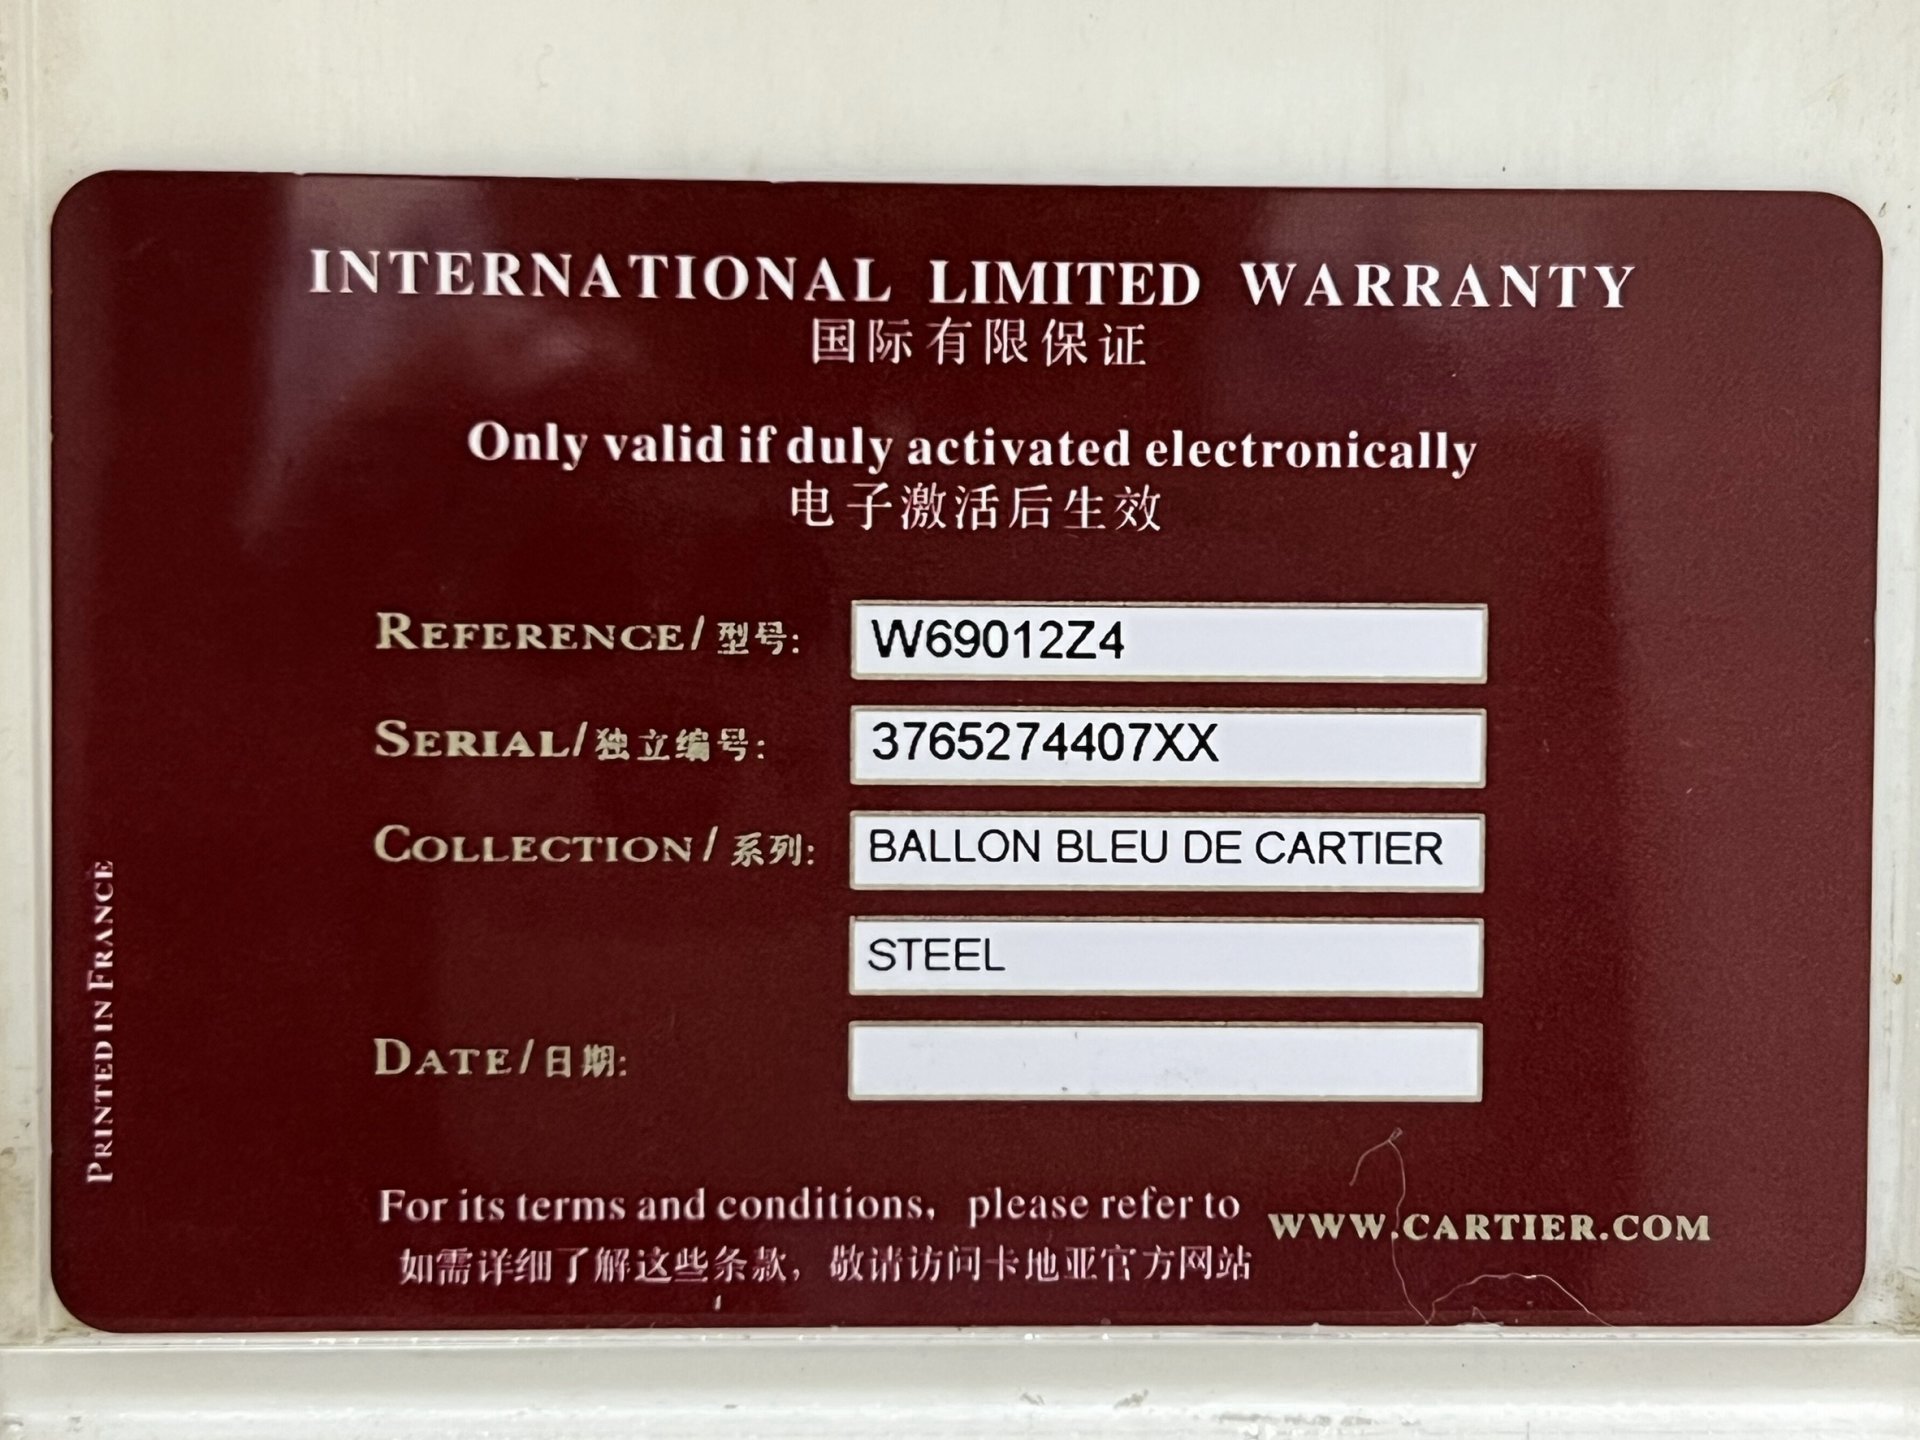 INTERNATIONAL LIMITED WARRANTY
国际有限保证
Only valid if duly activated electronically
电子激活后生效
REFERENCE/型号: W69012Z4
SERIAL/独立编号: 3765274407XX
COLLECTION/系列: BALLON BLEU DE CARTIER
STEEL
DATE/日期:
For its terms and conditions, please refer to WWW.CARTIER.COM
如需详细了解这些条款，敬请访问卡地亚官方网站
PRINTED IN FRANCE